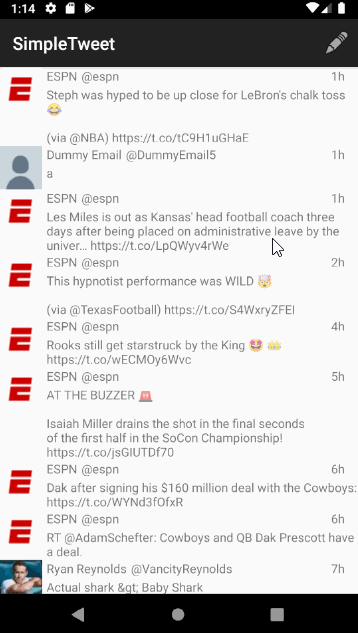 1:14
SimpleTweet
ESPN @espn 1h
Steph was hyped to be up close for LeBron's chalk toss
😂
(via @NBA) https://t.co/tC9H1uGHaE
Dummy Email @DummyEmail5 1h
a
ESPN @espn 1h
Les Miles is out as Kansas' head football coach three
days after being placed on administrative leave by the
univer… https://t.co/LpQWyv4rWe
ESPN @espn 2h
This hypnotist performance was WILD 🤯
(via @TexasFootball) https://t.co/S4WxryZFEI
ESPN @espn 4h
Rooks still get starstruck by the King 🤩 👑
https://t.co/wECMOy6Wvc
ESPN @espn 5h
AT THE BUZZER 🚨
Isaiah Miller drains the shot in the final seconds
of the first half in the SoCon Championship!
https://t.co/jsGIUTDf70
ESPN @espn 6h
Dak after signing his $160 million deal with the Cowboys:
https://t.co/WYNd3fOfxR
ESPN @espn 6h
RT @AdamSchefter: Cowboys and QB Dak Prescott have
a deal.
Ryan Reynolds @VancityReynolds 7h
Actual shark &gt; Baby Shark